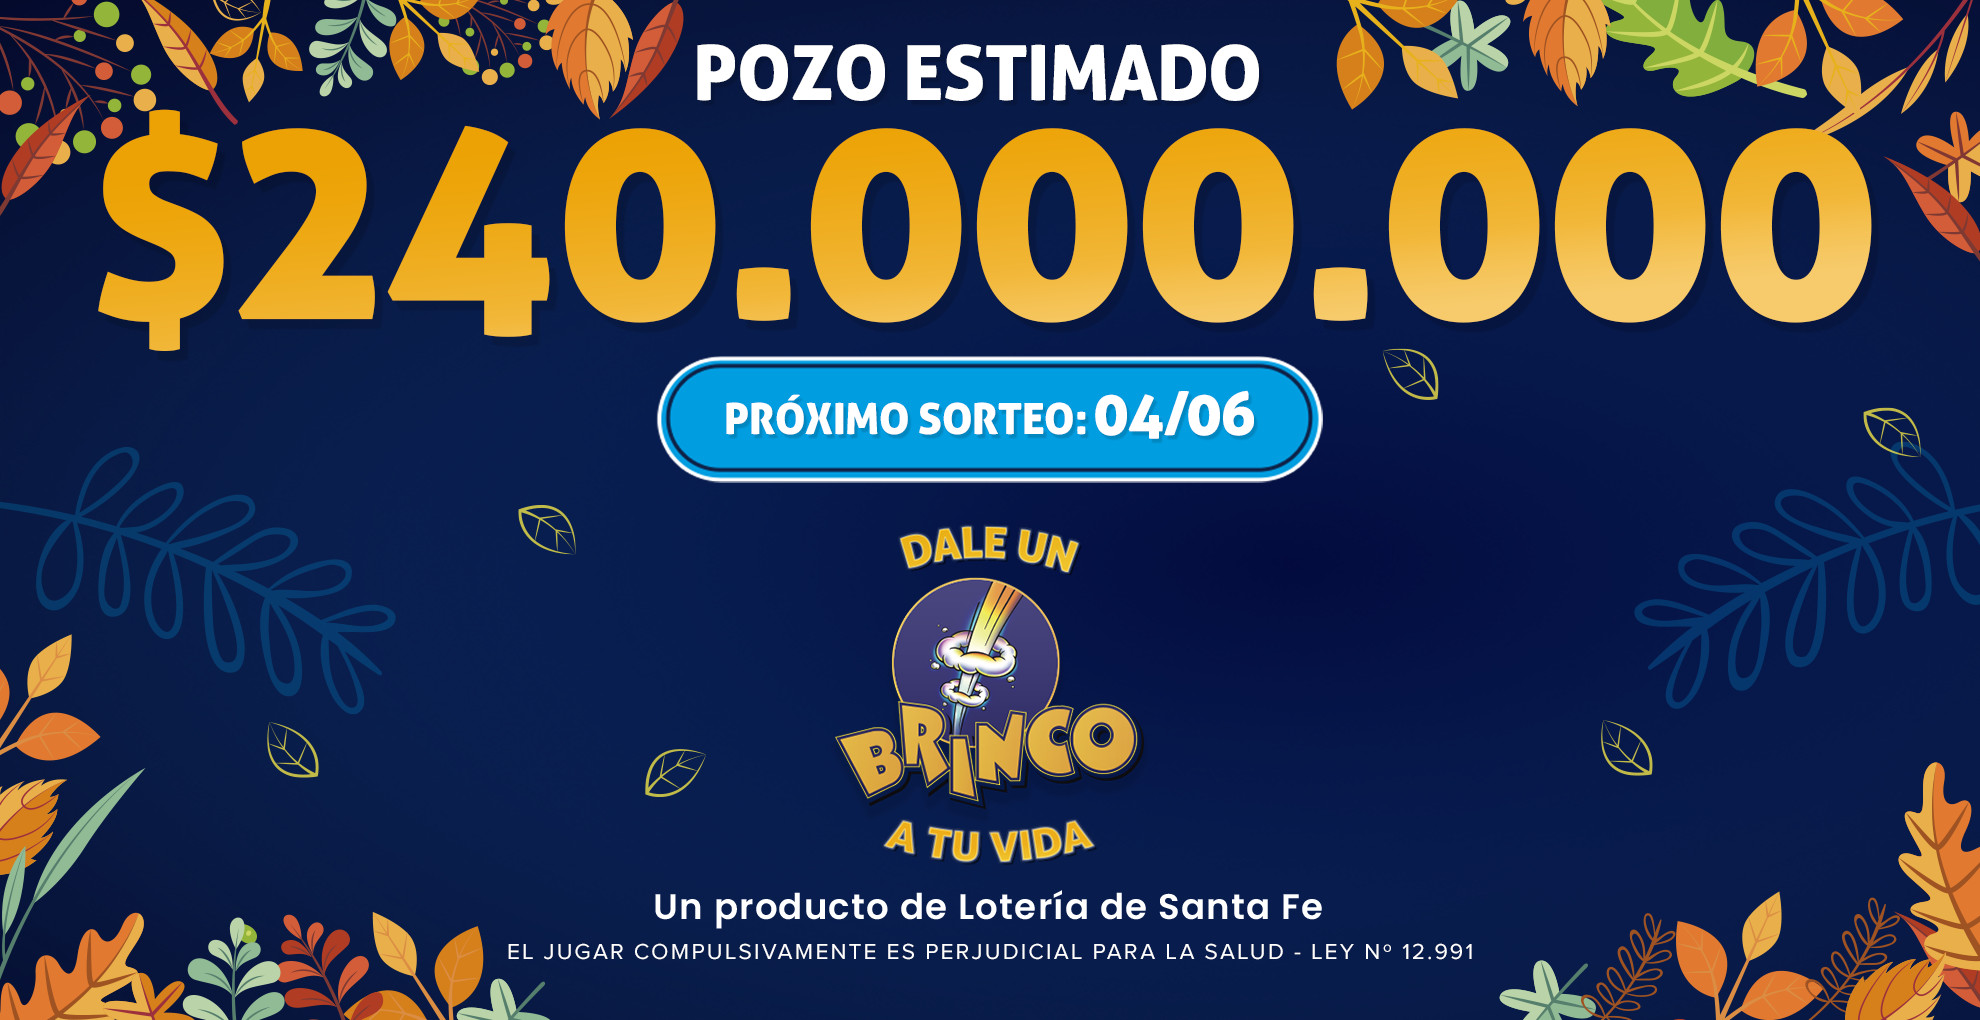 POZO ESTIMADO
$240.000.000
PRÓXIMO SORTEO: 04/06
DALE UN
BRINCO
A TU VIDA
Un producto de Lotería de Santa Fe
EL JUGAR COMPULSIVAMENTE ES PERJUDICIAL PARA LA SALUD - LEY Nº 12.991